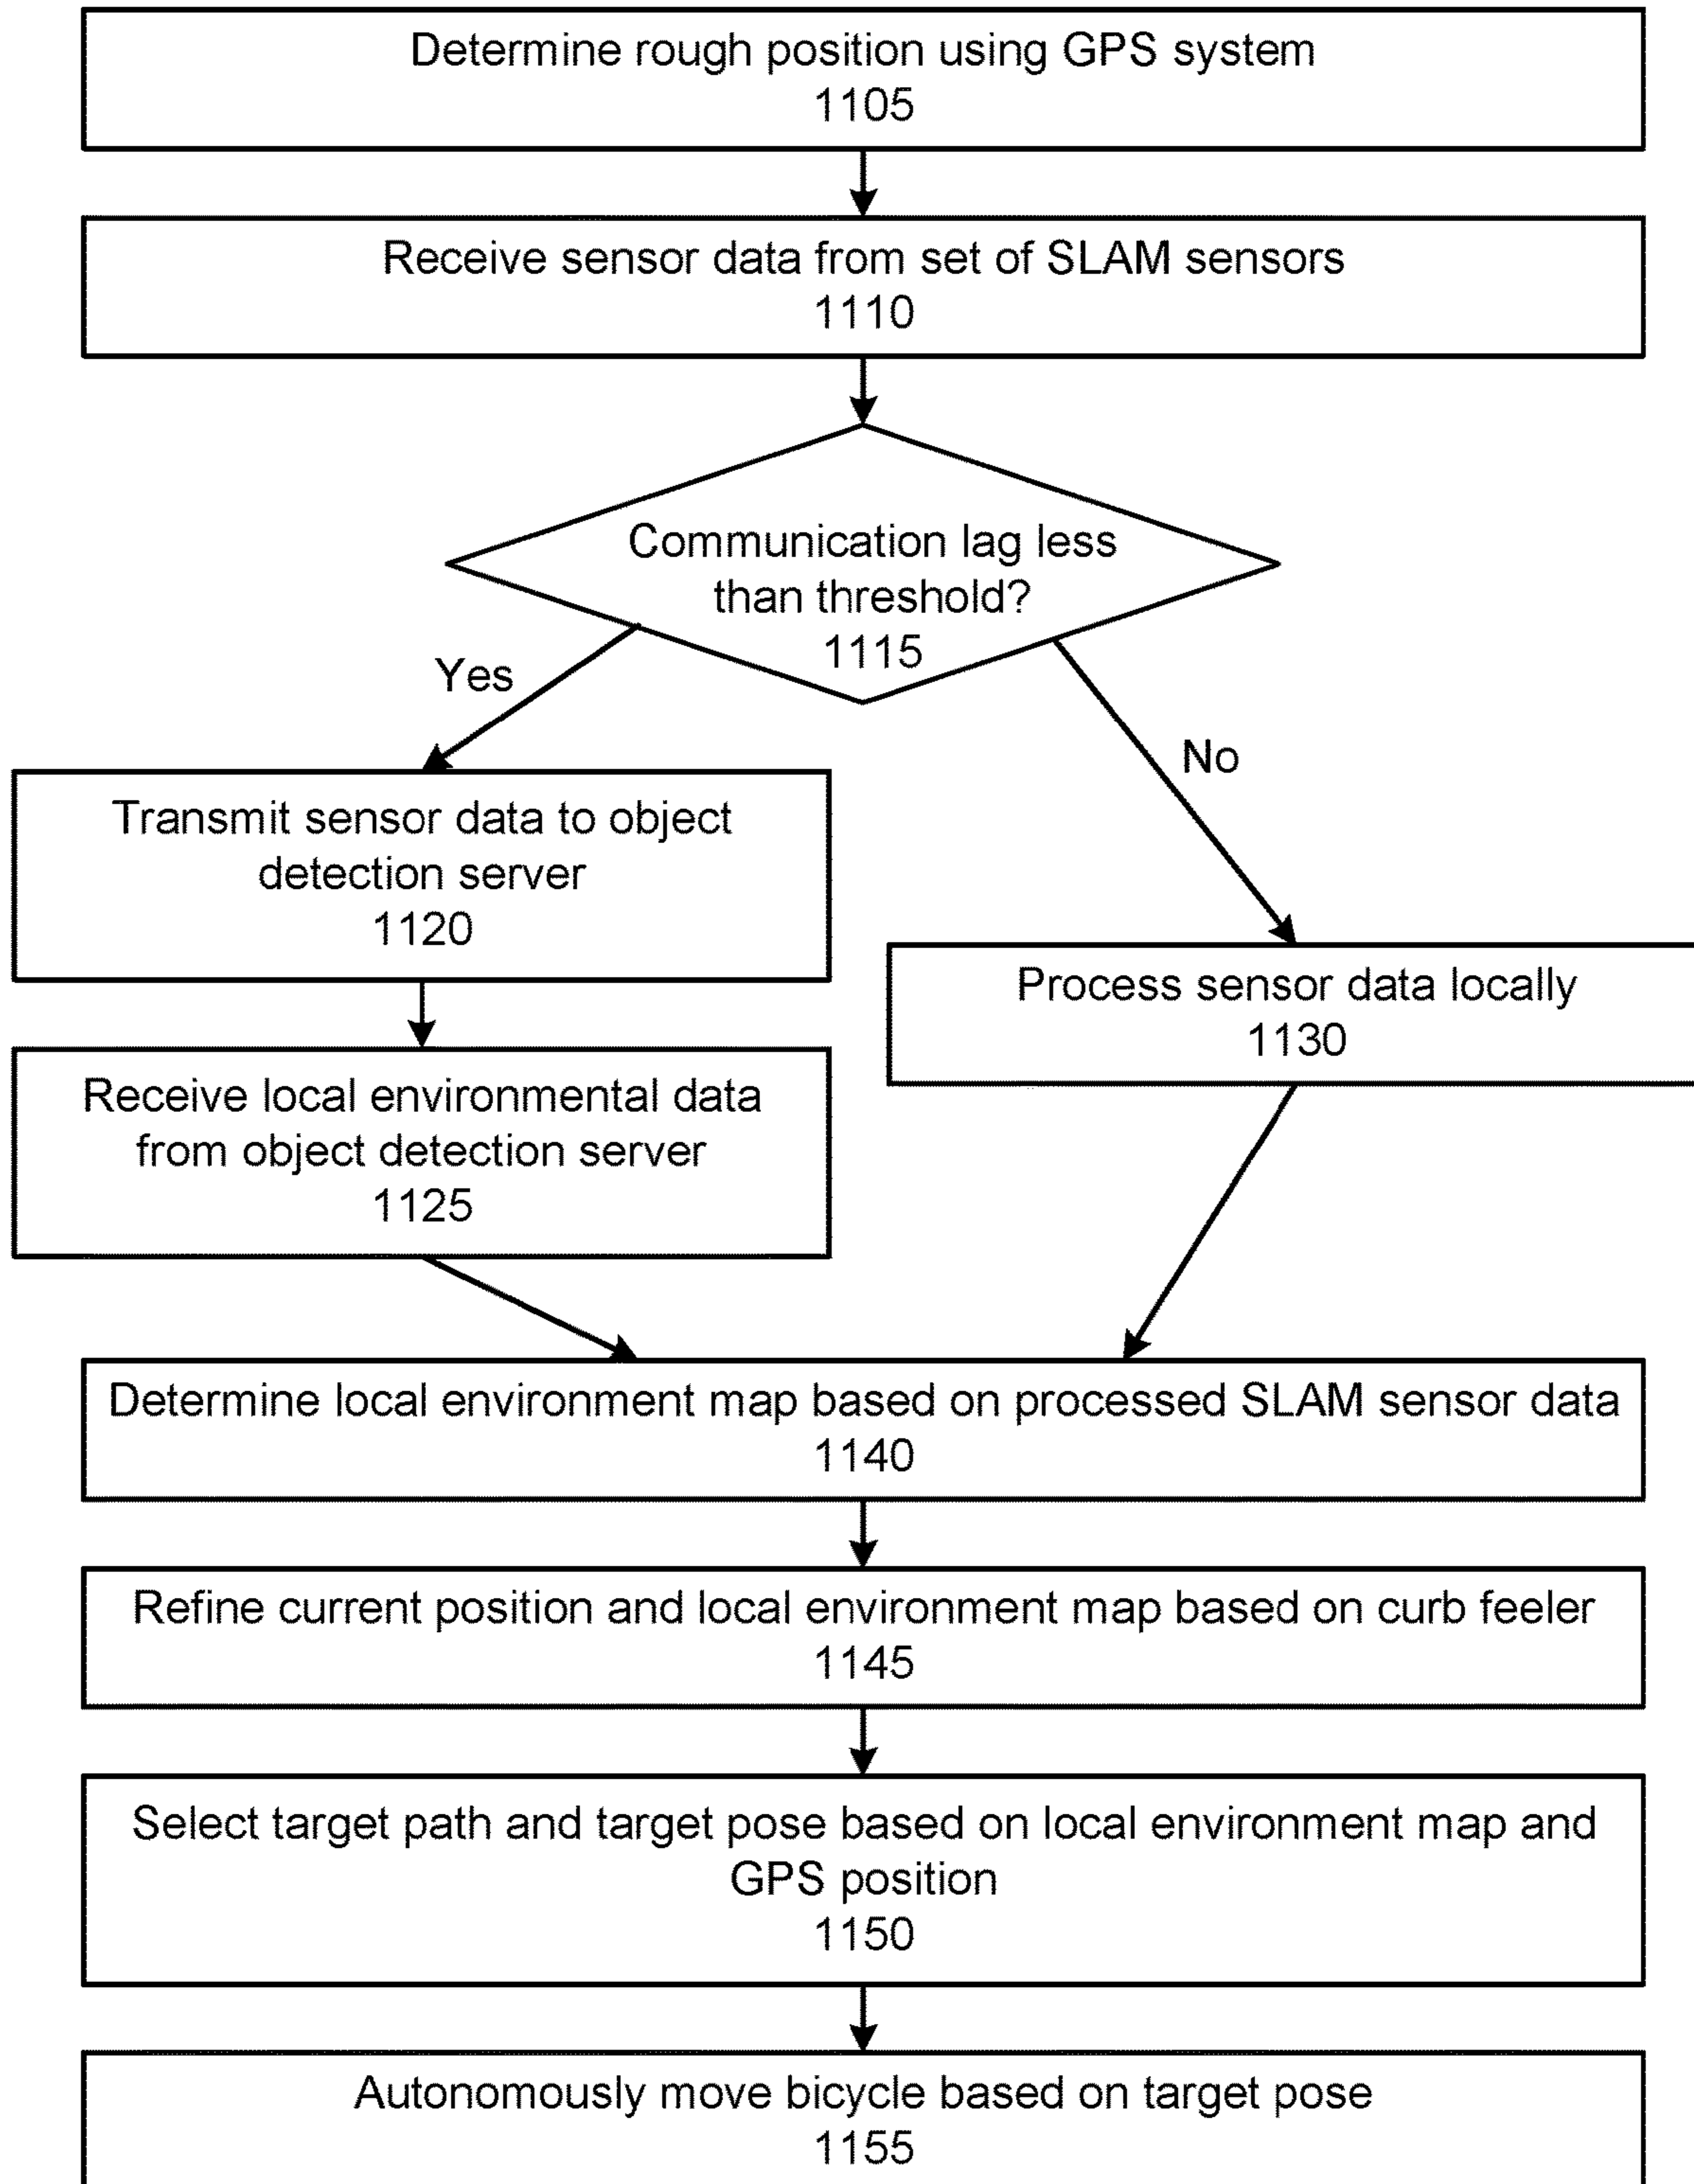 Determine rough position using GPS system
1105
Receive sensor data from set of SLAM sensors
1110
Communication lag less
than threshold?
1115
Yes
No
Transmit sensor data to object
detection server
1120
Process sensor data locally
1130
Receive local environmental data
from object detection server
1125
Determine local environment map based on processed SLAM sensor data
1140
Refine current position and local environment map based on curb feeler
1145
Select target path and target pose based on local environment map and
GPS position
1150
Autonomously move bicycle based on target pose
1155